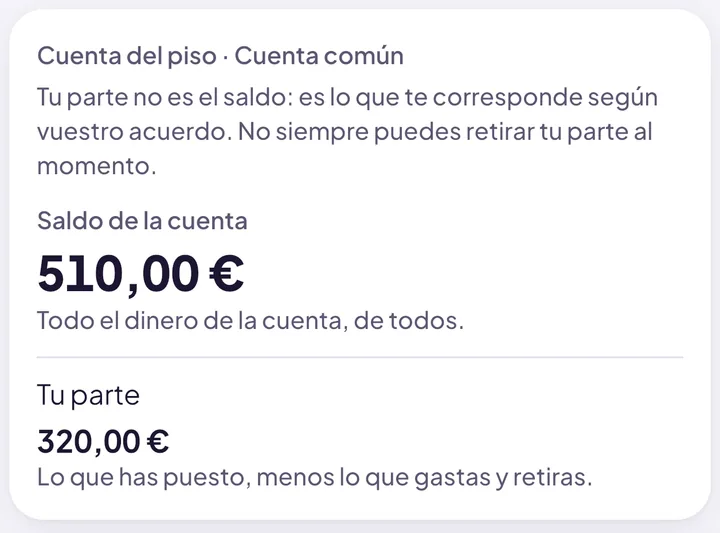 Cuenta del piso · Cuenta común
Tu parte no es el saldo: es lo que te corresponde según
vuestro acuerdo. No siempre puedes retirar tu parte al
momento.
Saldo de la cuenta
510,00 €
Todo el dinero de la cuenta, de todos.
Tu parte
320,00 €
Lo que has puesto, menos lo que gastas y retiras.